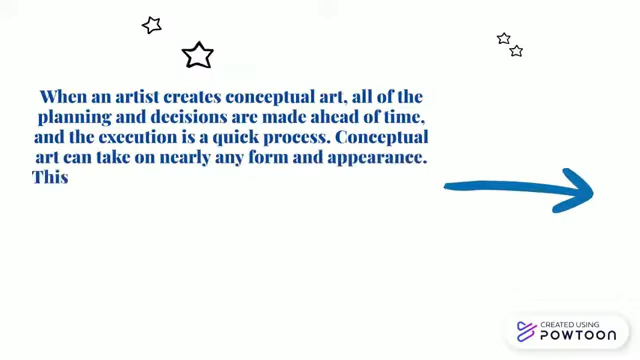 When an artist creates conceptual art, all of the
planning and decisions are made ahead of time,
and the execution is a quick process. Conceptual
art can take on nearly any form and appearance.
This
CREATED USING
POWTOON